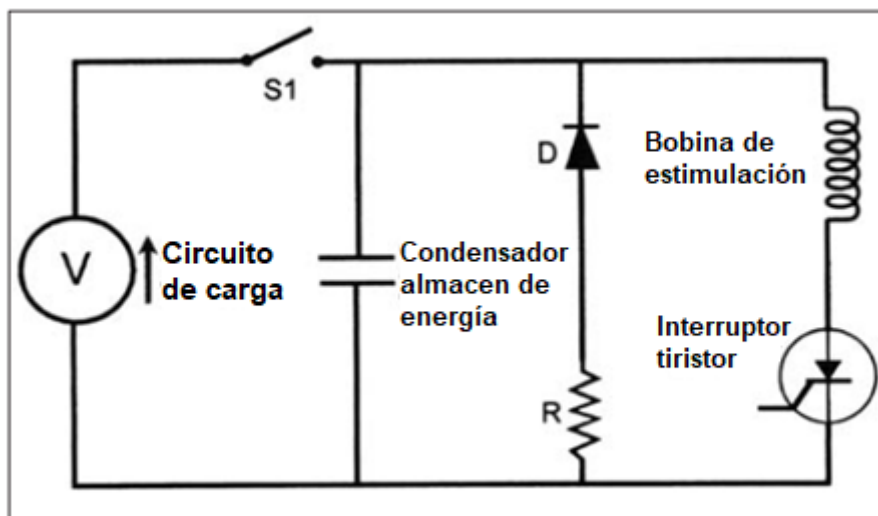 S1
D
Bobina de
estimulación
V
Circuito
de carga
Condensador
almacen de
energía
Interruptor
tiristor
R